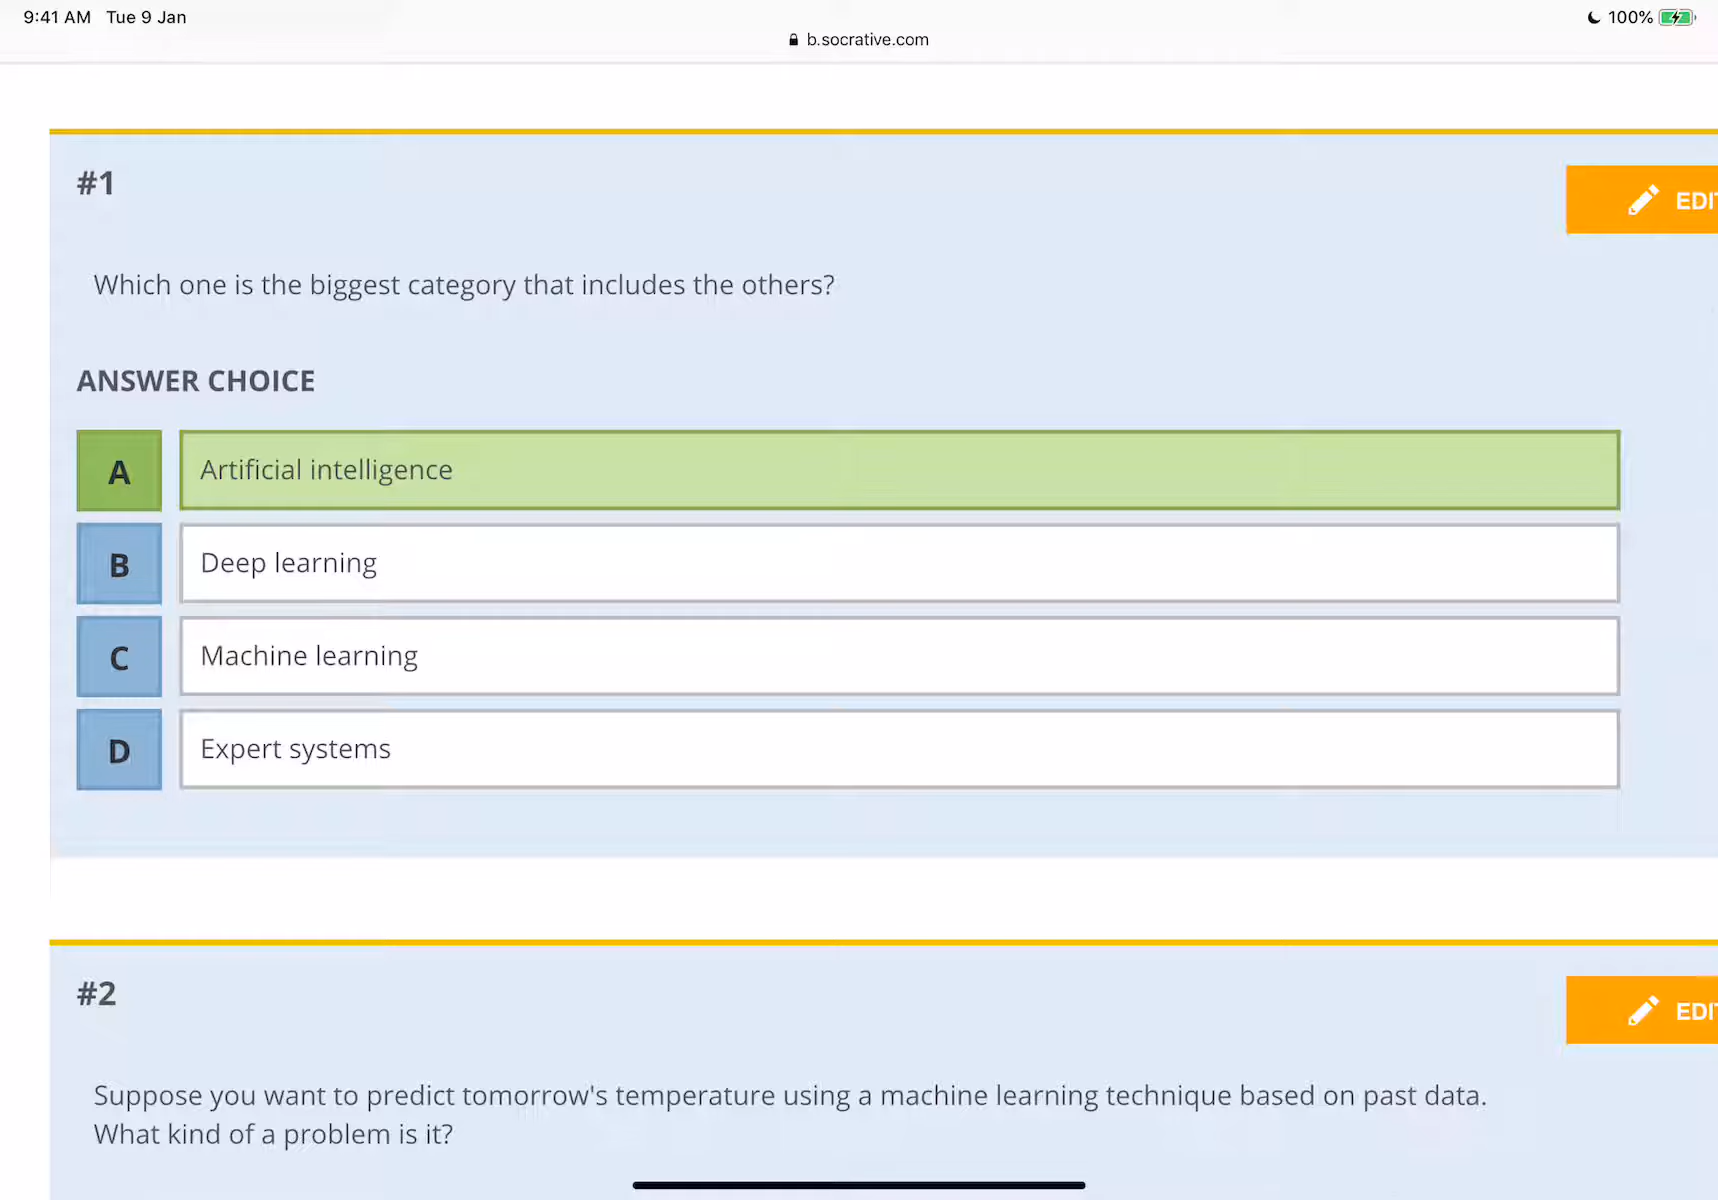 9:41 AM Tue 9 Jan
100%
b.socrative.com
#1
EDI
Which one is the biggest category that includes the others?
ANSWER CHOICE
A Artificial intelligence
B Deep learning
C Machine learning
D Expert systems
#2
EDI
Suppose you want to predict tomorrow's temperature using a machine learning technique based on past data.
What kind of a problem is it?